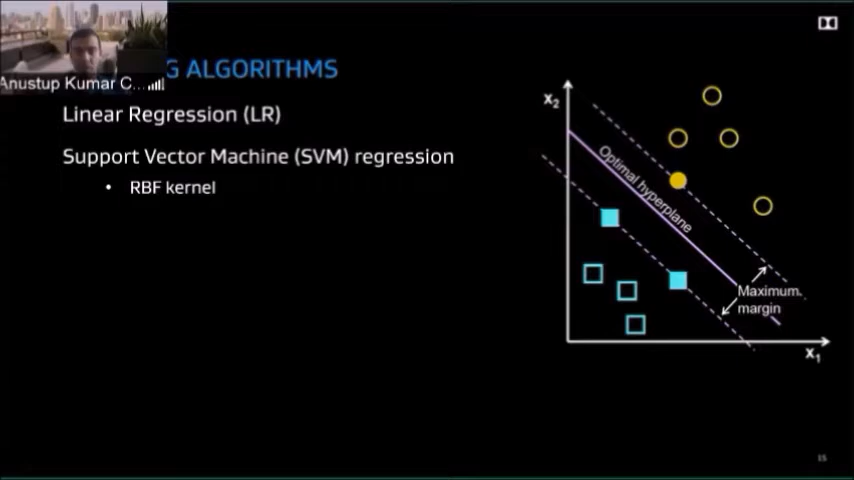 Anustup Kumar C...
G ALGORITHMS
Linear Regression (LR)
Support Vector Machine (SVM) regression
• RBF kernel
x2
Optimal hyperplane
Maximum
margin
x1
15